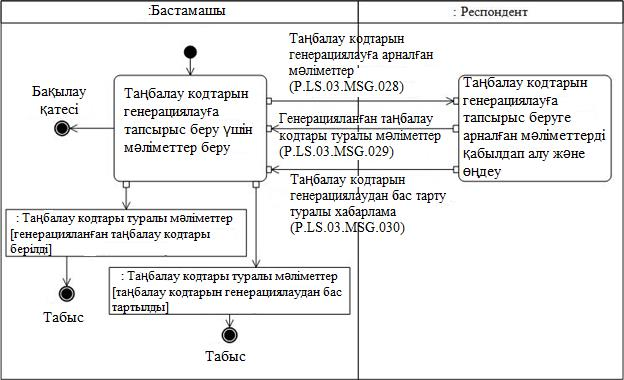 :Бастамашы
: Респондент
Таңбалау кодтарын
генерациялауға арналған
мәліметтер
(P.LS.03.MSG.028)
Бақылау
қатесі
Таңбалау кодтарын
генерациялауға
тапсырыс беру үшін
мәліметтер беру
Таңбалау кодтарын
генерациялауға
тапсырыс беруге
арналған мәліметтерді
қабылдап алу және
өңдеу
Генерацияланған таңбалау
кодтары туралы мәліметтер
(P.LS.03.MSG.029)
Таңбалау кодтарын
генерациялаудан бас тарту
туралы хабарлама
(P.LS.03.MSG.030)
: Таңбалау кодтары туралы мәліметтер
[генерацияланған таңбалау кодтары
берілді]
: Таңбалау кодтары туралы мәліметтер
[таңбалау кодтарын генерациялаудан бас
тартылды]
Табыс
Табыс